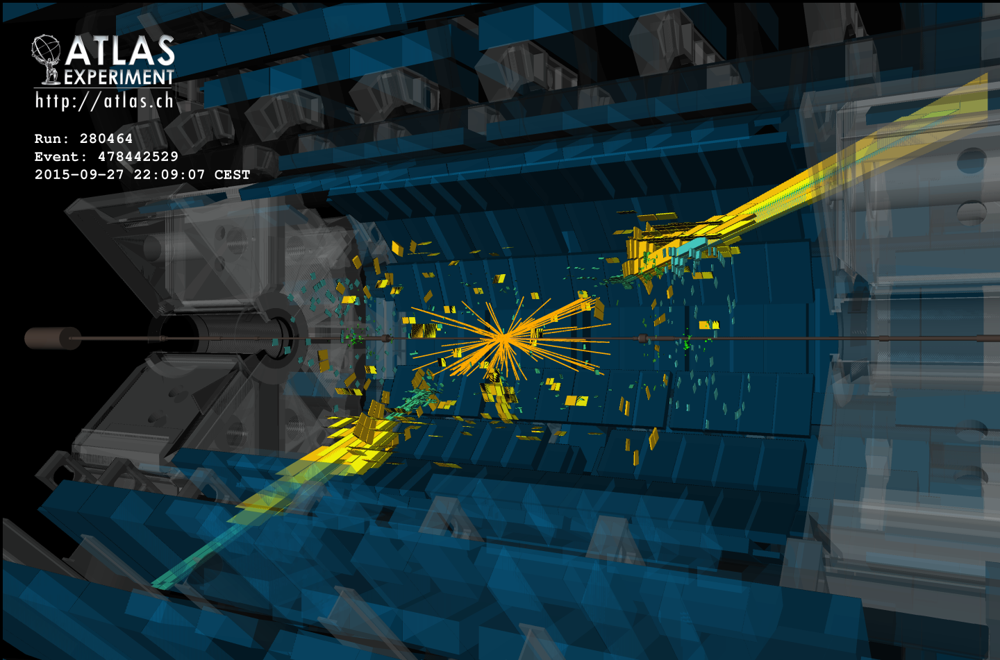 ATLAS
EXPERIMENT
http://atlas.ch
Run: 280464
Event: 478442529
2015-09-27 22:09:07 CEST